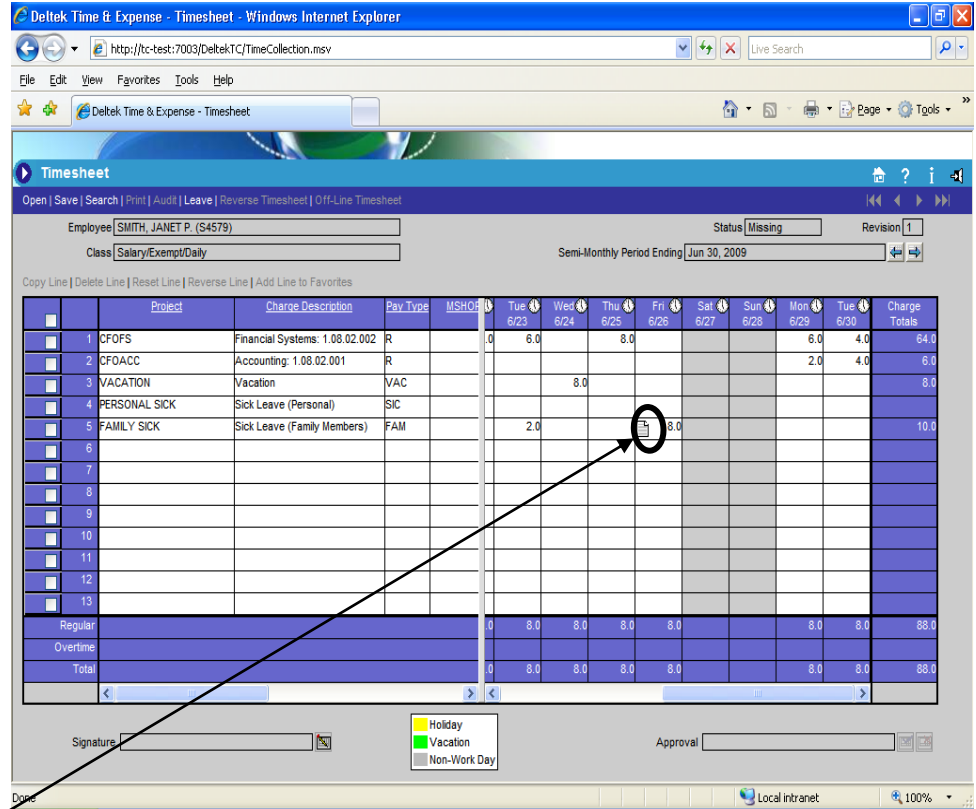 Deltek Time & Expense - Timesheet - Windows Internet Explorer
http://tc-test:7003/DeltekTC/TimeCollection.msv
Live Search
File Edit View Favorites Tools Help
Deltek Time & Expense - Timesheet
Page Tools »
Timesheet ? i
Open | Save | Search | Print | Audit | Leave | Reverse Timesheet | Off-Line Timesheet
Employee SMITH, JANET P. (S4579) Status Missing Revision 1
Class Salary/Exempt/Daily Semi-Monthly Period Ending Jun 30, 2009
Copy Line | Delete Line | Reset Line | Reverse Line | Add Line to Favorites
Project Charge Description Pay Type MSHOP Tue Wed Thu Fri Sat Sun Mon Tue Charge
6/23 6/24 6/25 6/26 6/27 6/28 6/29 6/30 Totals
1 CFOFS Financial Systems: 1.08.02.002 R .0 6.0 8.0 6.0 4.0 64.0
2 CFOACC Accounting: 1.08.02.001 R 2.0 4.0 6.0
3 VACATION Vacation VAC 8.0 8.0
4 PERSONAL SICK Sick Leave (Personal) SIC
5 FAMILY SICK Sick Leave (Family Members) FAM 2.0 8.0 10.0
6
7
8
9
10
11
12
13
Regular .0 8.0 8.0 8.0 8.0 8.0 8.0 88.0
Overtime
Total .0 8.0 8.0 8.0 8.0 8.0 8.0 88.0
Holiday
Signature Vacation Approval
Non-Work Day
Done Local intranet 100%